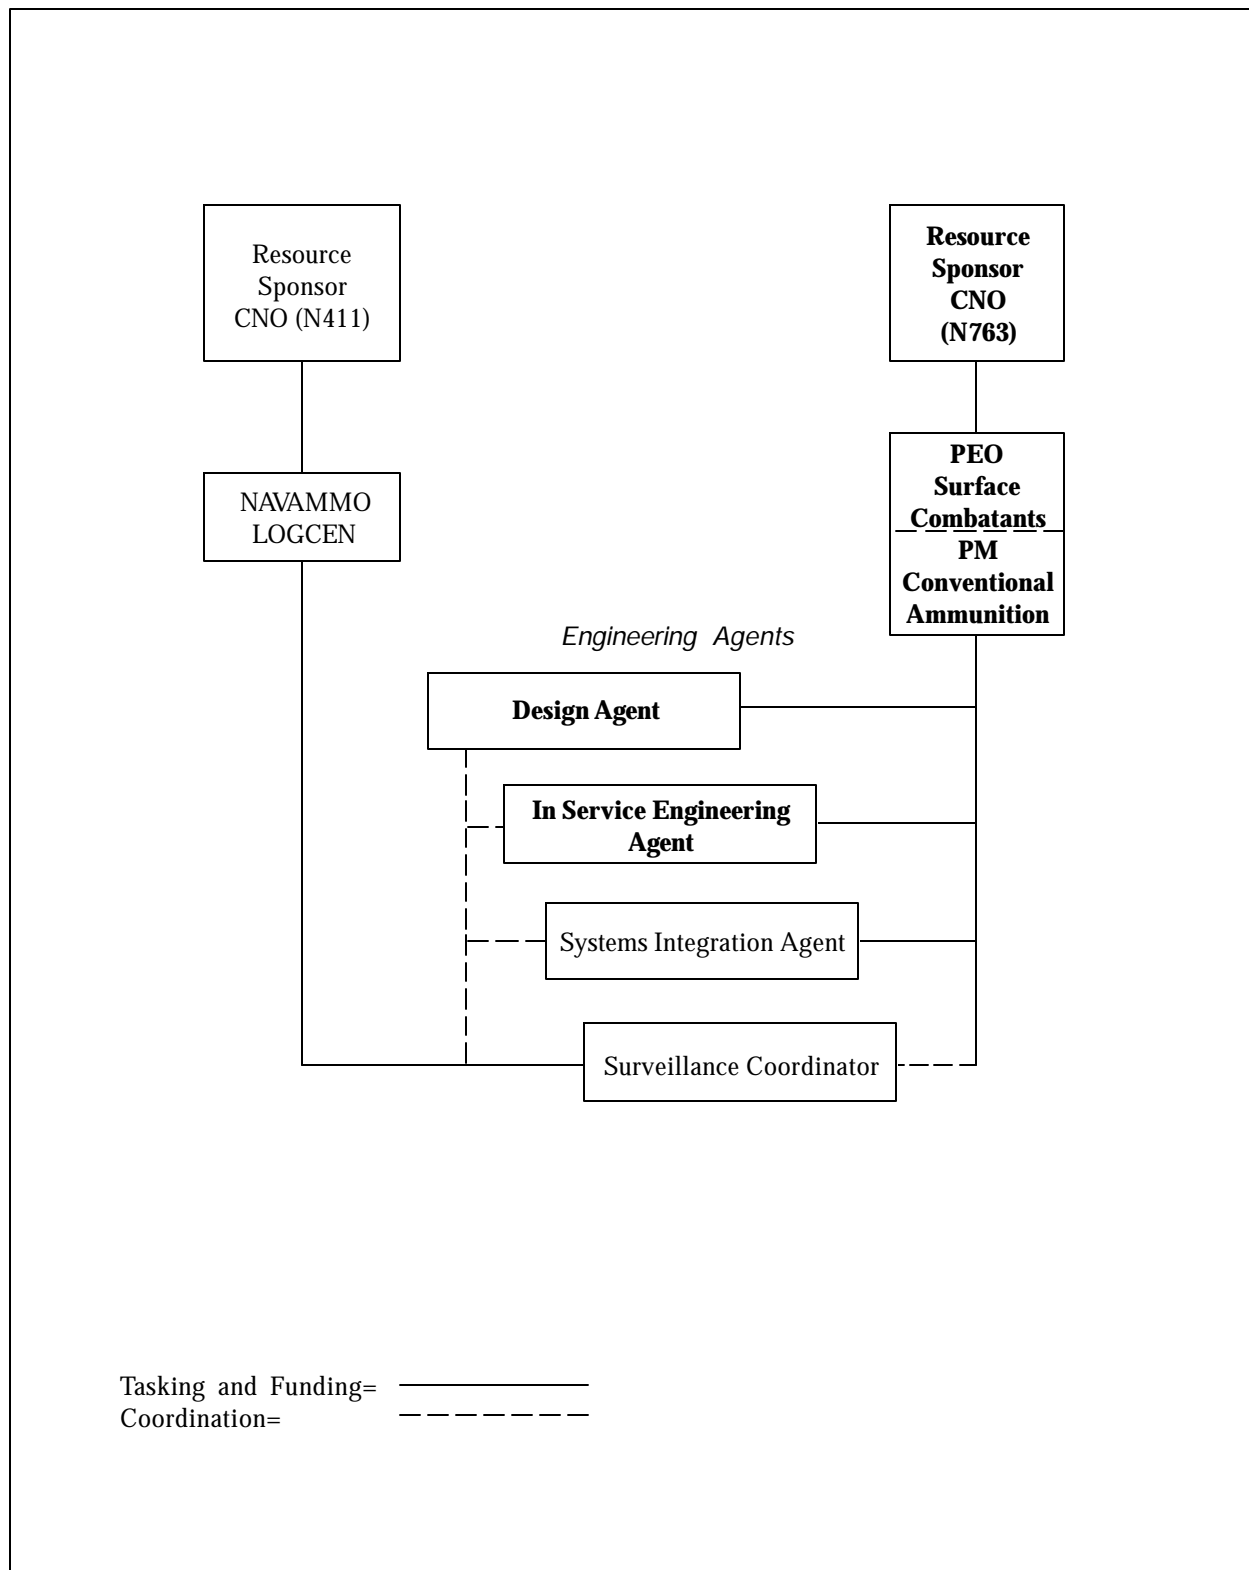 Resource
Sponsor
CNO (N411)
Resource
Sponsor
CNO
(N763)
NAVAMMO
LOGCEN
PEO
Surface
Combatants
PM
Conventional
Ammunition
Engineering Agents
Design Agent
In Service Engineering
Agent
Systems Integration Agent
Surveillance Coordinator
Tasking and Funding=
Coordination=